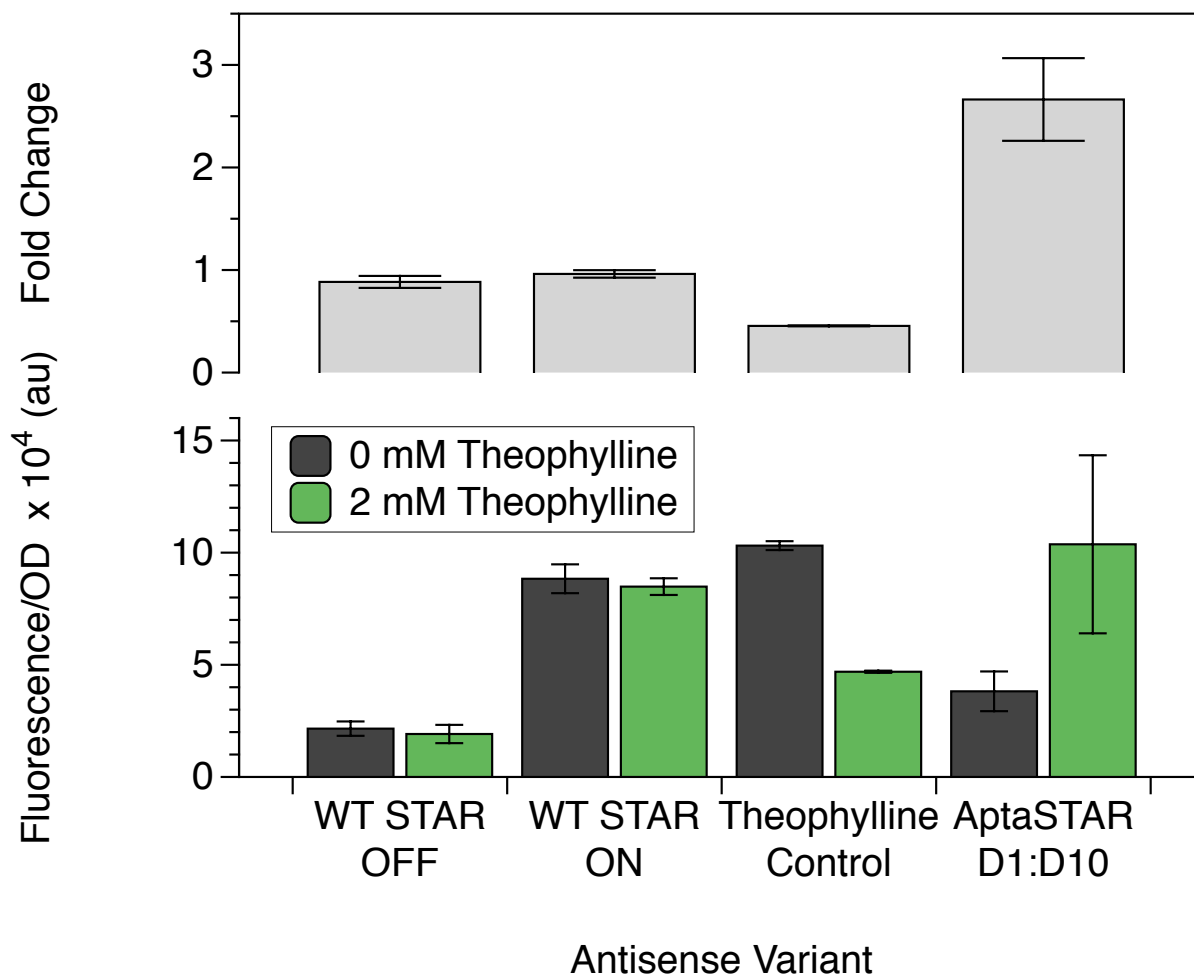 Fold Change
3
2
1
0
Fluorescence/OD x 10⁴ (au)
15
10
5
0
0 mM Theophylline
2 mM Theophylline
WT STAR
OFF
WT STAR
ON
Theophylline
Control
AptaSTAR
D1:D10
Antisense Variant